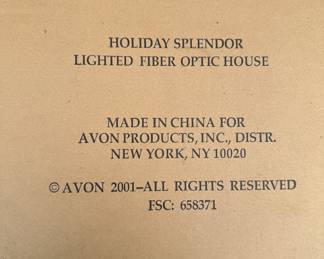 HOLIDAY SPLENDOR
LIGHTED FIBER OPTIC HOUSE
MADE IN CHINA FOR
AVON PRODUCTS, INC., DISTR.
NEW YORK, NY 10020
© AVON 2001–ALL RIGHTS RESERVED
FSC: 658371